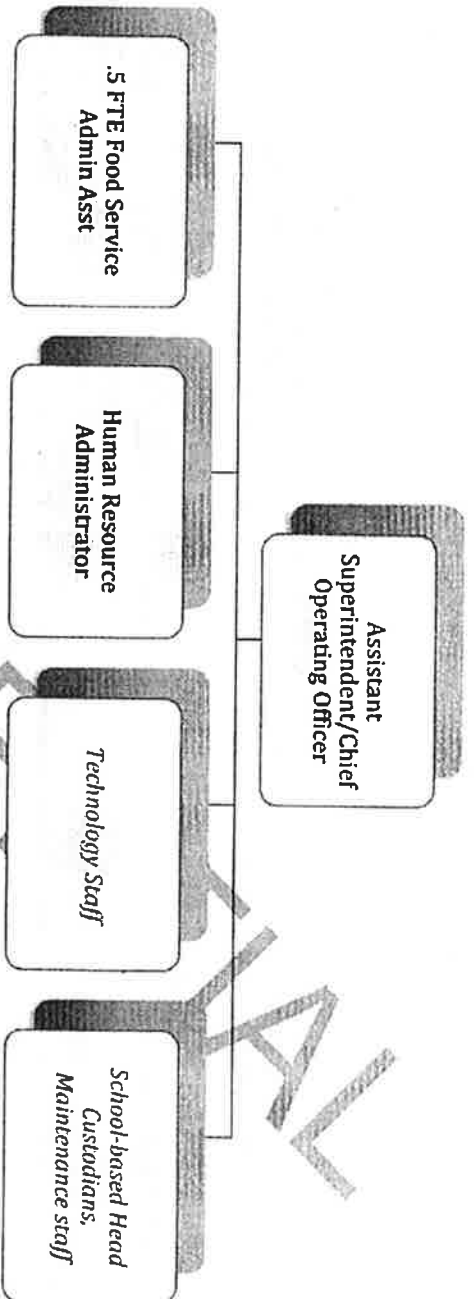 Assistant
Superintendent/Chief
Operating Officer
.5 FTE Food Service
Admin Asst
Human Resource
Administrator
Technology Staff
School-based Head
Custodians,
Maintenance staff